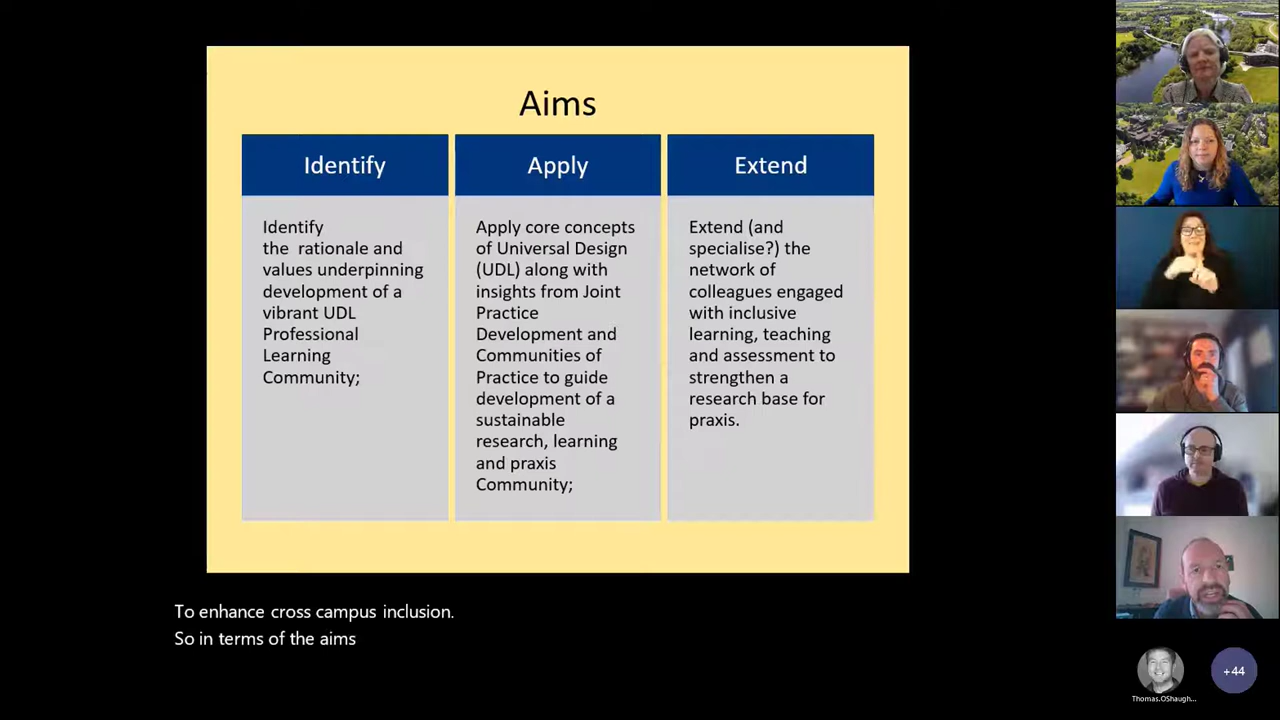 Aims
Identify
Apply
Extend
Identify
the  rationale and
values underpinning
development of a
vibrant UDL
Professional
Learning
Community;
Apply core concepts
of Universal Design
(UDL) along with
insights from Joint
Practice
Development and
Communities of
Practice to guide
development of a
sustainable
research, learning
and praxis
Community;
Extend (and
specialise?) the
network of
colleagues engaged
with inclusive
learning, teaching
and assessment to
strengthen a
research base for
praxis.
To enhance cross campus inclusion.
So in terms of the aims
Thomas.OShaugh...
+44